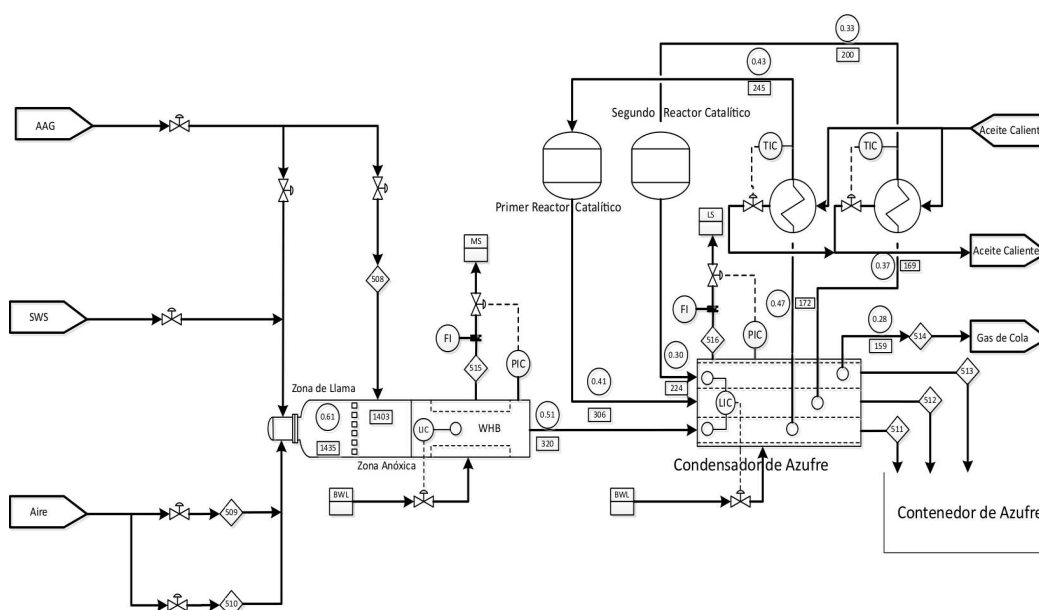 0.33
200
0.43
245
AAG
Segundo Reactor Catalítico
Aceite Calient
TIC
TIC
Primer Reactor Catalítico
LS
MS
Aceite Caliente
508
0.37
169
SWS
0.47
172
0.28
Gas de Cola
FI
FI
516
PIC
159
514
0.30
515
PIC
513
Zona de Llama
0.41
224
512
0.61
1403
306
LIC
LIC
WHB
0.51
511
1435
320
Zona Anóxica
Condensador de Azufre
BWL
BWL
Aire
509
Contenedor de Azufre
510